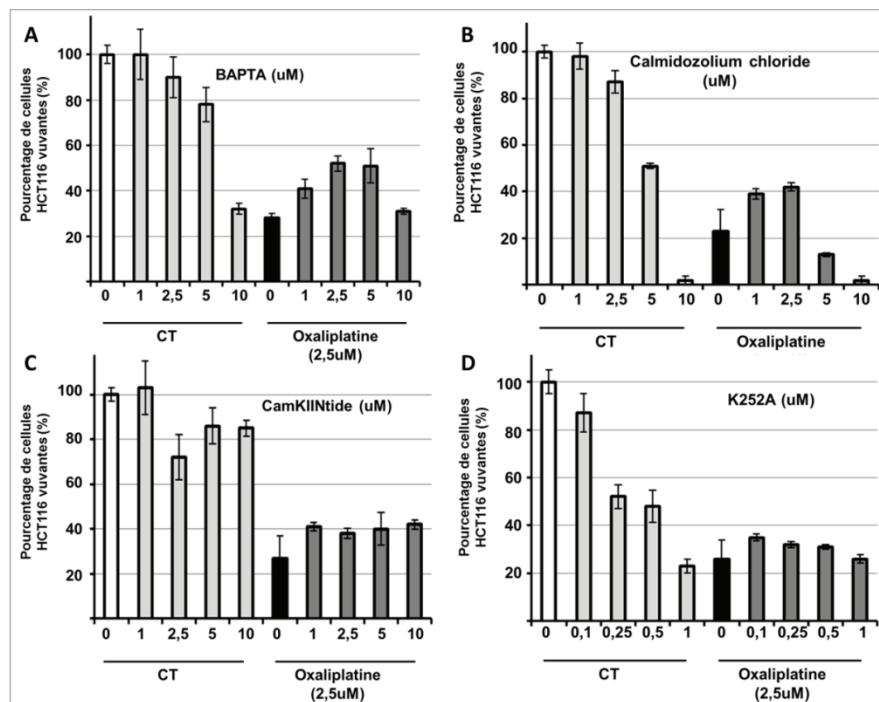 A
Pourcentage de cellules
HCT116 vuvantes (%)
BAPTA (uM)
100
80
60
40
20
0 1 2,5 5 10 0 1 2,5 5 10
CT Oxaliplatine
(2,5uM)
B
Pourcentage de cellules
HCT116 vuvantes (%)
Calmidozolium chloride
(uM)
100
80
60
40
20
0 1 2,5 5 10 0 1 2,5 5 10
CT Oxaliplatine
C
Pourcentage de cellules
HCT116 vuvantes (%)
CamKIINtide (uM)
100
80
60
40
20
0 1 2,5 5 10 0 1 2,5 5 10
CT Oxaliplatine
(2,5uM)
D
Pourcentage de cellules
HCT116 vuvantes (%)
K252A (uM)
100
80
60
40
20
0 0,1 0,25 0,5 1 0 0,1 0,25 0,5 1
CT Oxaliplatine
(2,5uM)